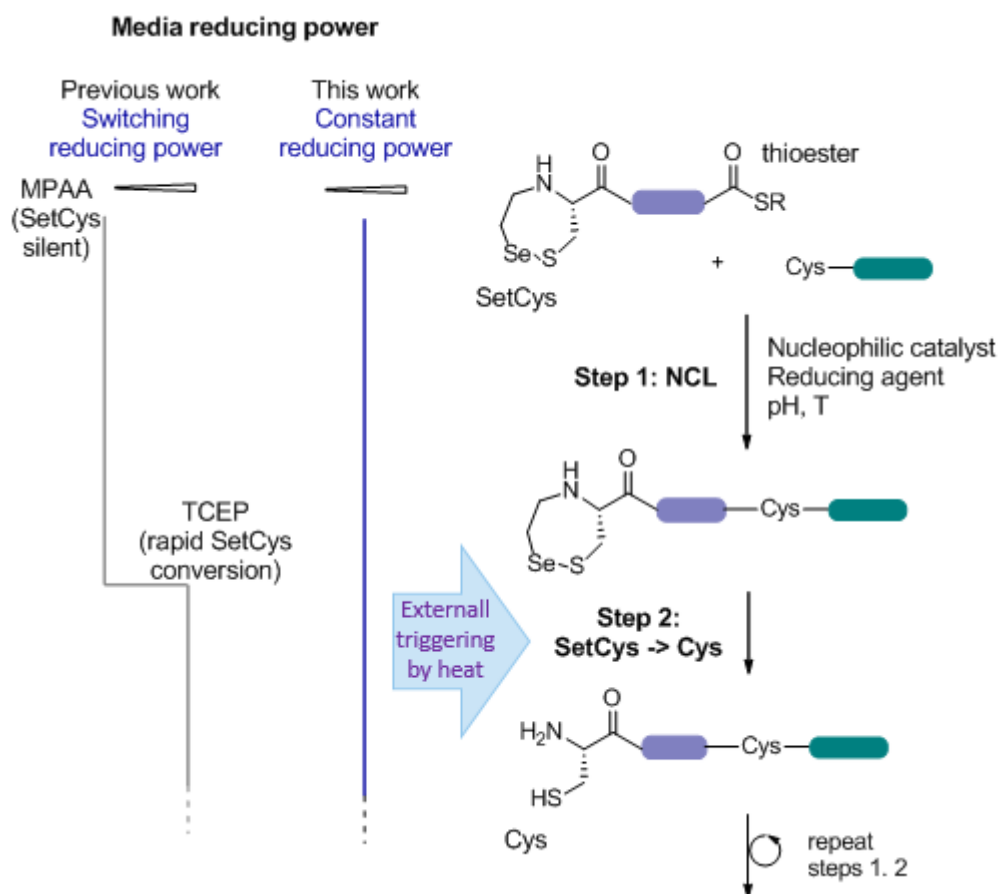 Media reducing power
Previous work
Switching
reducing power
This work
Constant
reducing power
MPAA
(SetCys
silent)
TCEP
(rapid SetCys
conversion)
H
N
O
O
thioester
SR
Se
S
SetCys
+
Cys
Step 1: NCL
Nucleophilic catalyst
Reducing agent
pH, T
H
N
O
Cys
Se
S
Externall
triggering
by heat
Step 2:
SetCys -> Cys
H₂N
O
Cys
HS
Cys
repeat
steps 1. 2